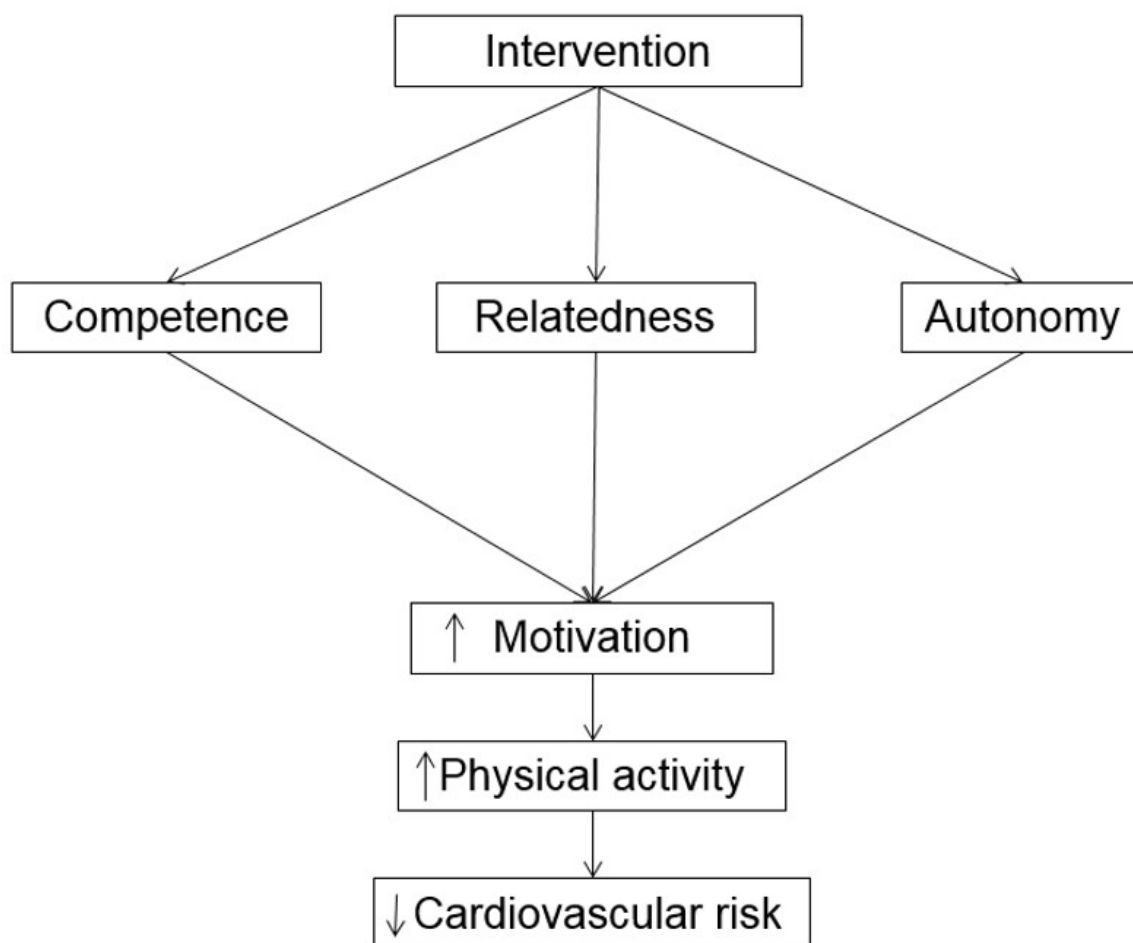 Intervention
Competence
Relatedness
Autonomy
↑ Motivation
↑ Physical activity
↓ Cardiovascular risk